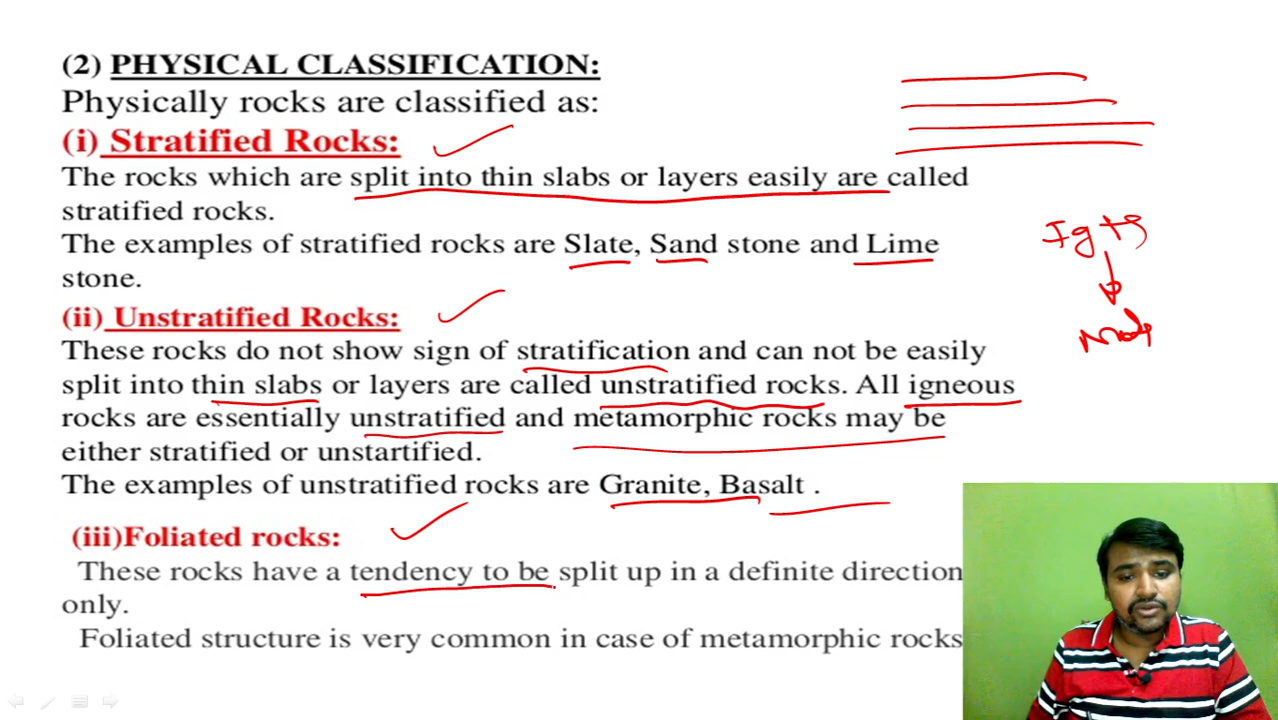 (2) PHYSICAL CLASSIFICATION:
Physically rocks are classified as:
(i) Stratified Rocks:
The rocks which are split into thin slabs or layers easily are called
stratified rocks.
The examples of stratified rocks are Slate, Sand stone and Lime
stone.
Ig + S
(ii) Unstratified Rocks:
These rocks do not show sign of stratification and can not be easily
split into thin slabs or layers are called unstratified rocks. All igneous
rocks are essentially unstratified and metamorphic rocks may be
either stratified or unstartified.
The examples of unstratified rocks are Granite, Basalt .
(iii)Foliated rocks:
These rocks have a tendency to be split up in a definite direction
only.
Foliated structure is very common in case of metamorphic rocks